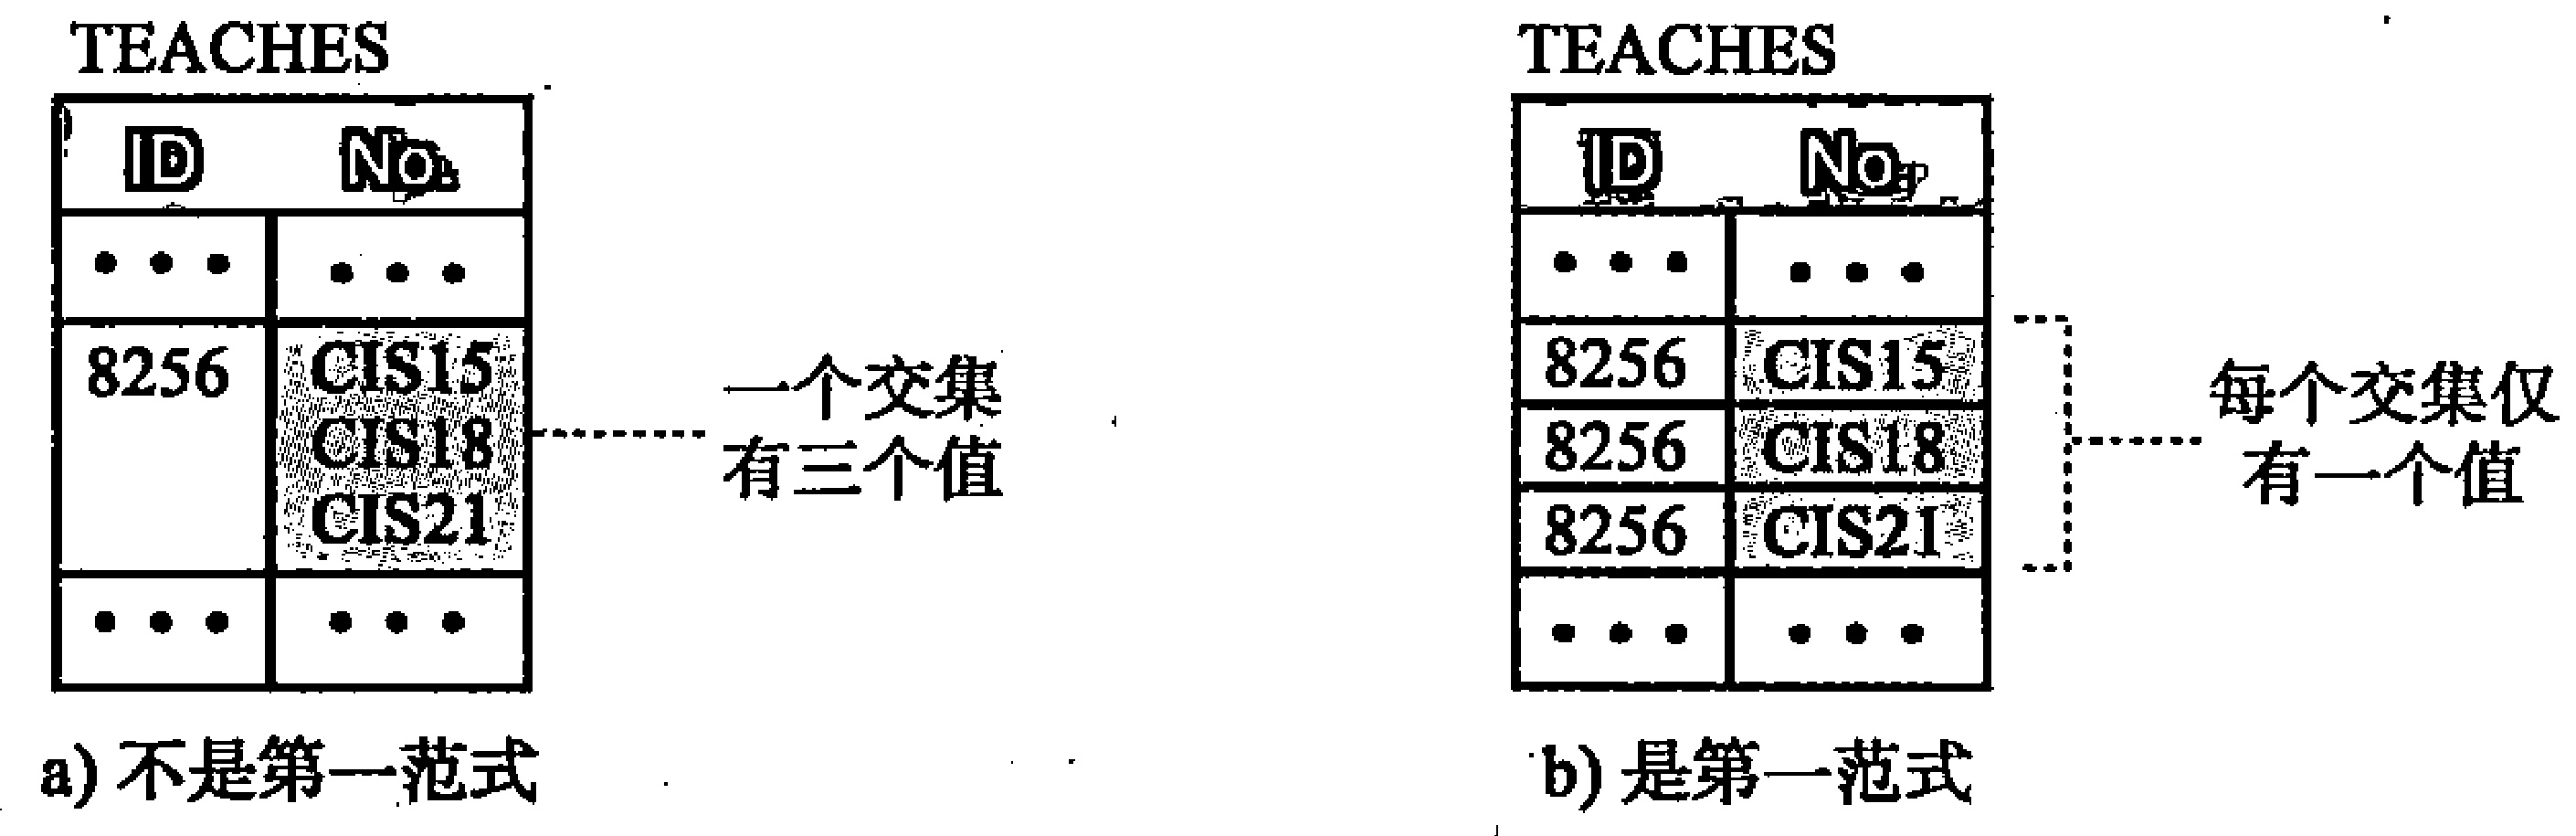 TEACHES
ID No.
• • • • • •
8256 CIS15
CIS18
CIS21
• • • • • •
一个交集
有三个值
a) 不是第一范式
TEACHES
ID No.
• • • • • •
8256 CIS15
8256 CIS18
8256 CIS21
• • • • • •
每个交集仅
有一个值
b) 是第一范式